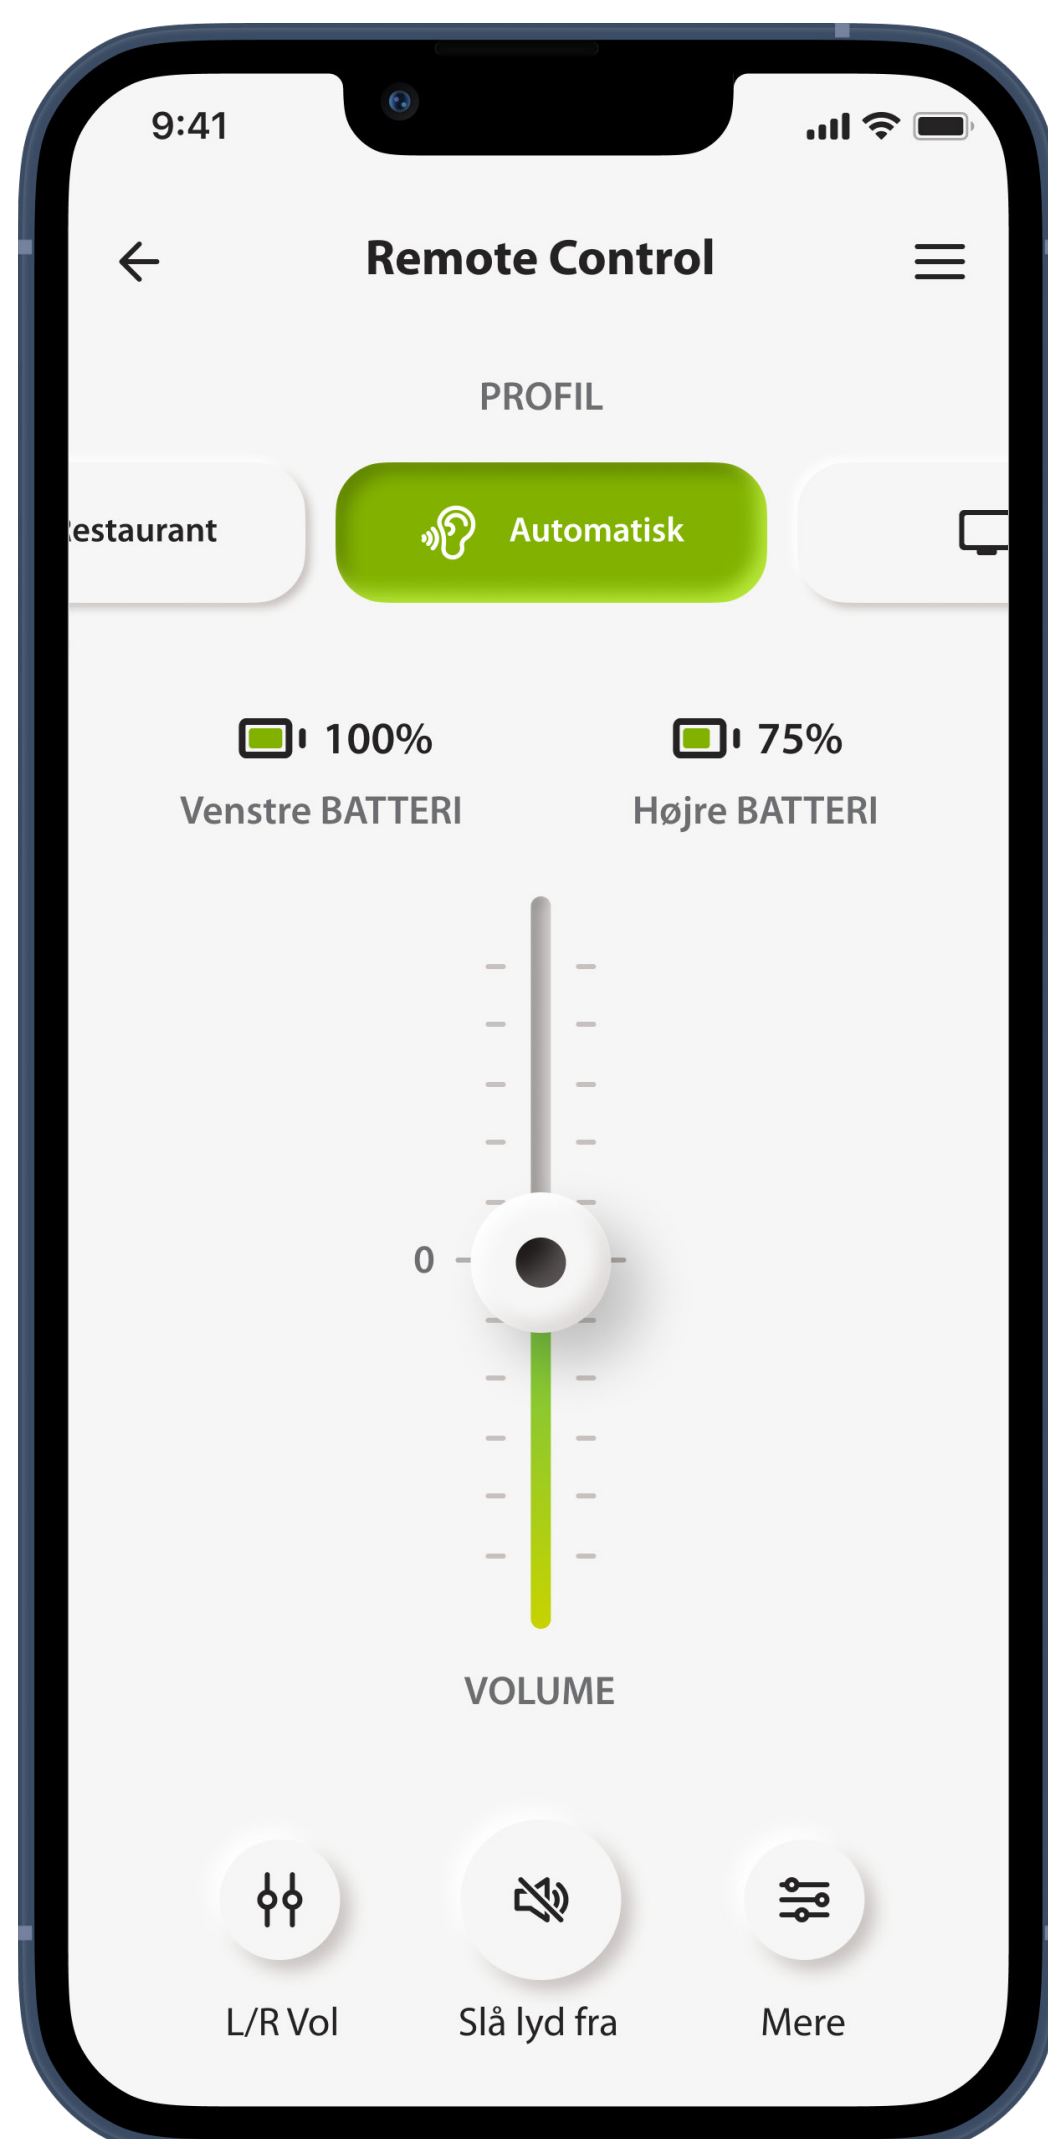 9:41
Remote Control
PROFIL
estaurant
Automatisk
100%
75%
Venstre BATTERI
Højre BATTERI
0
VOLUME
L/R Vol
Slå lyd fra
Mere